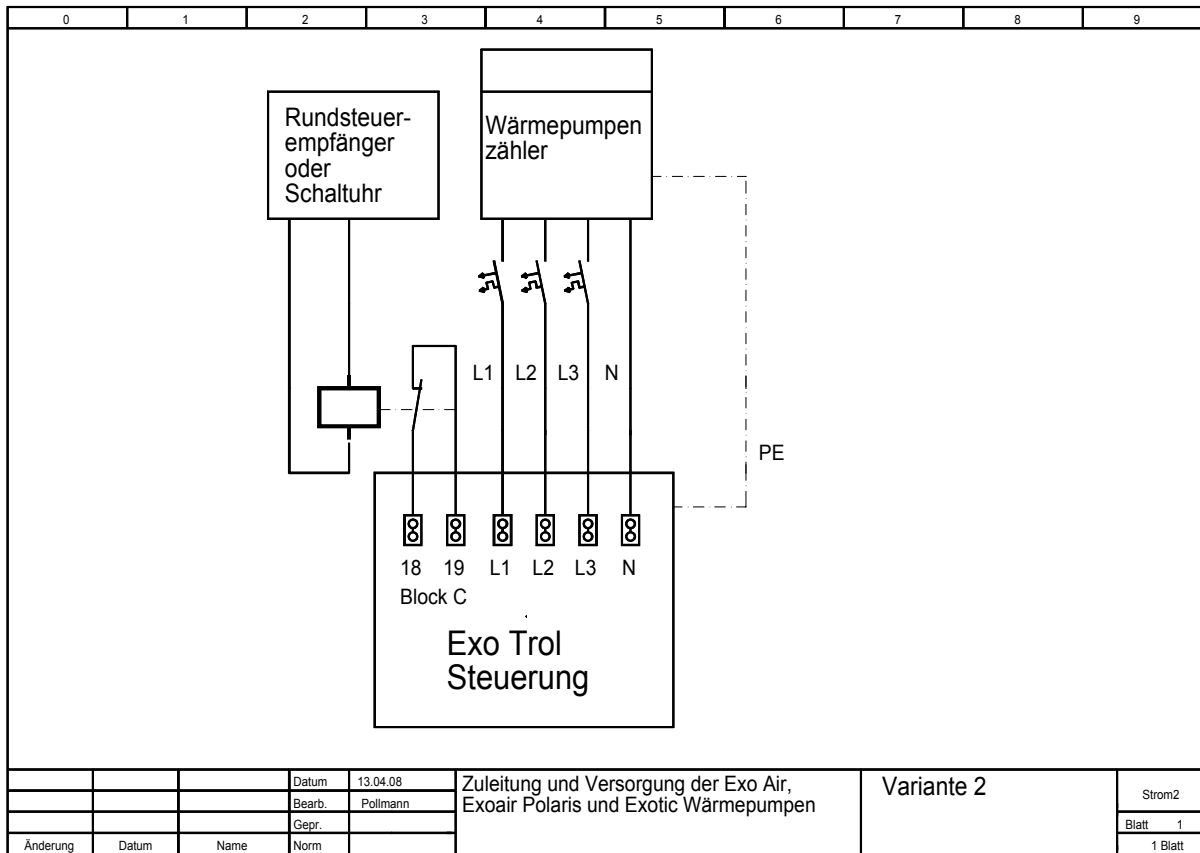 0 1 2 3 4 5 6 7 8 9
Rundsteuer-
empfänger
oder
Schaltuhr
Wärmepumpen
zähler
L1 L2 L3 N
PE
18 19 L1 L2 L3 N
Block C
Exo Trol
Steuerung
Datum 13.04.08
Bearb. Pollmann
Gepr.
Änderung Datum Name Norm
Zuleitung und Versorgung der Exo Air,
Exoair Polaris und Exotic Wärmepumpen
Variante 2
Strom2
Blatt 1
1 Blatt